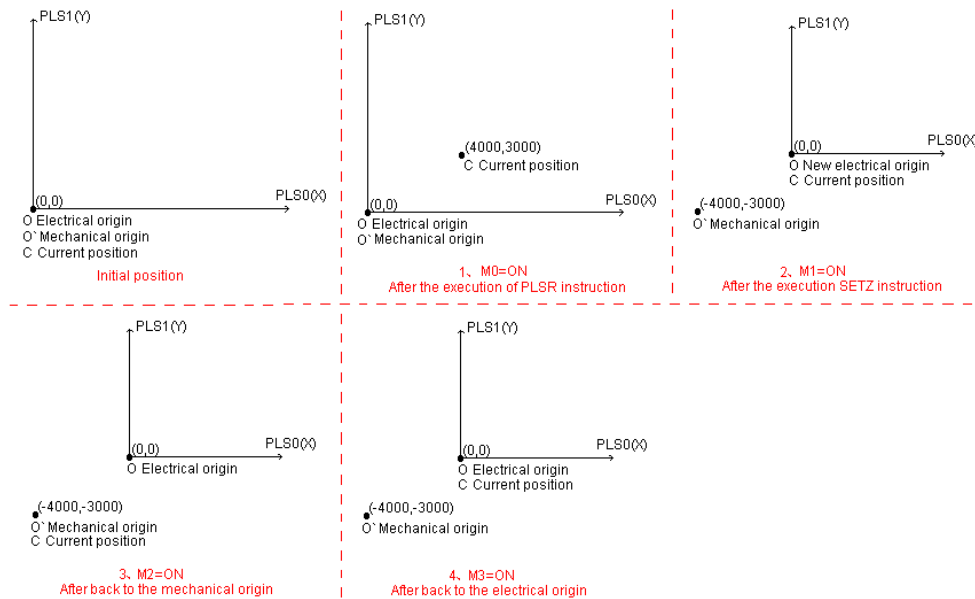 PLS1(Y)
(0,0)
PLS0(X)
O Electrical origin
O`Mechanical origin
C Current position
Initial position
PLS1(Y)
(4000,3000)
C Current position
(0,0)
PLS0(X)
O Electrical origin
O`Mechanical origin
1、M0=ON
After the execution of PLSR instruction
PLS1(Y)
(0,0)
PLS0(X)
O New electrical origin
C Current position
(-4000,-3000)
O`Mechanical origin
2、M1=ON
After the execution SETZ instruction
PLS1(Y)
(0,0)
PLS0(X)
O Electrical origin
(-4000,-3000)
O`Mechanical origin
C Current position
3、M2=ON
After back to the mechanical origin
PLS1(Y)
(0,0)
PLS0(X)
O Electrical origin
C Current position
(-4000,-3000)
O`Mechanical origin
4、M3=ON
After back to the electrical origin